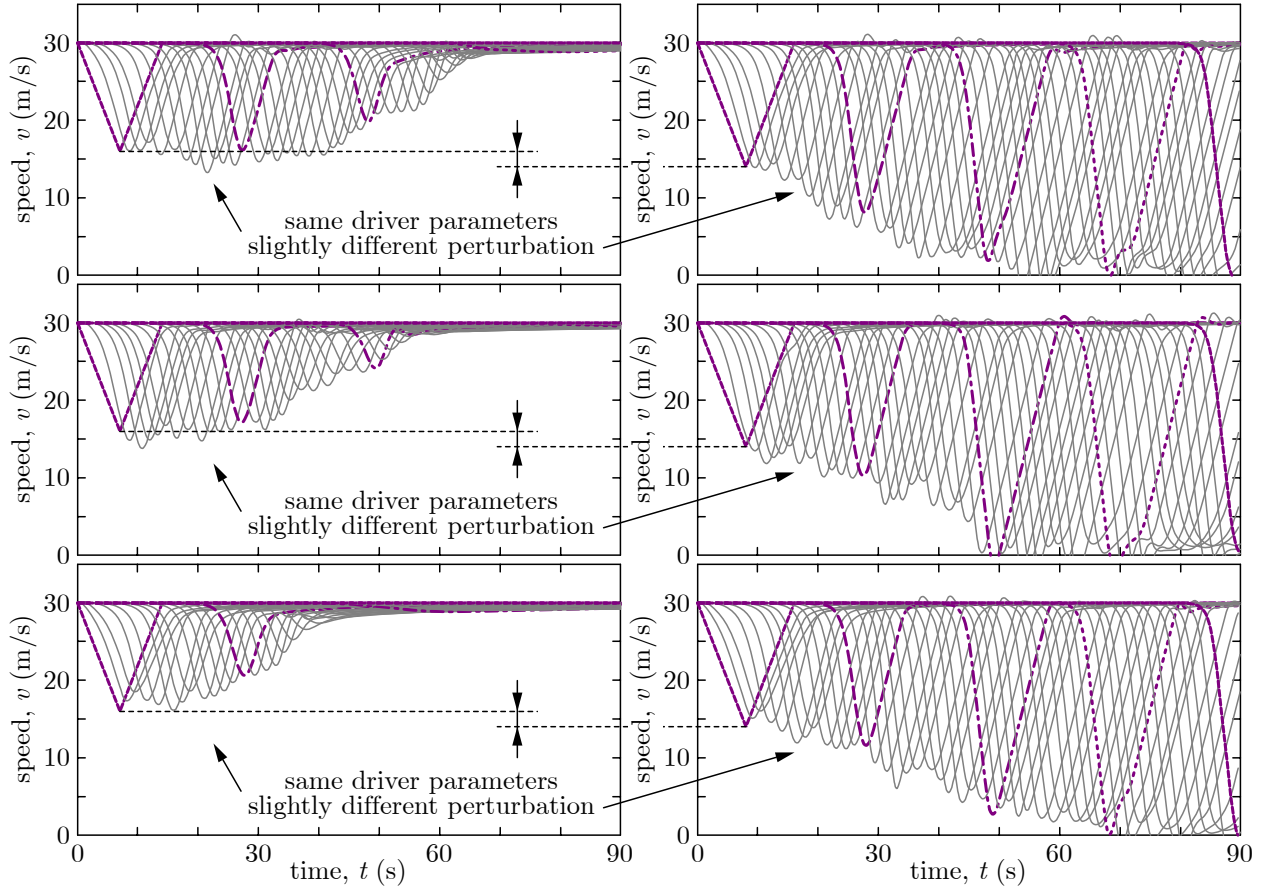 speed, v (m/s)
30
20
10
0
same driver parameters
slightly different perturbation
speed, v (m/s)
30
20
10
0
speed, v (m/s)
30
20
10
0
same driver parameters
slightly different perturbation
speed, v (m/s)
30
20
10
0
speed, v (m/s)
30
20
10
0
same driver parameters
slightly different perturbation
0 30 60 90
time, t (s)
speed, v (m/s)
30
20
10
0
0 30 60 90
time, t (s)